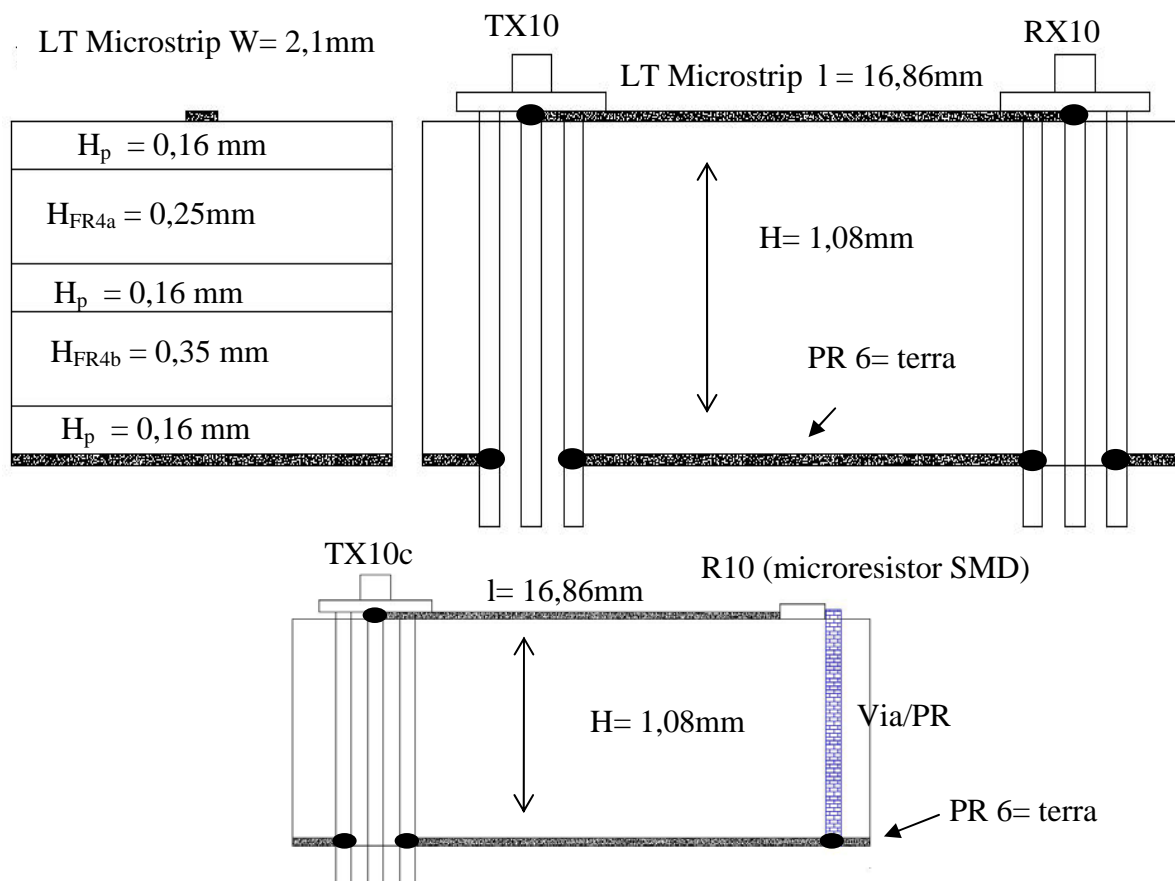 LT Microstrip W= 2,1mm
TX10
RX10
LT Microstrip l = 16,86mm
Hp = 0,16 mm
HFR4a = 0,25mm
Hp = 0,16 mm
HFR4b = 0,35 mm
Hp = 0,16 mm
H= 1,08mm
PR 6= terra
TX10c
l= 16,86mm
R10 (microresistor SMD)
H= 1,08mm
Via/PR
PR 6= terra